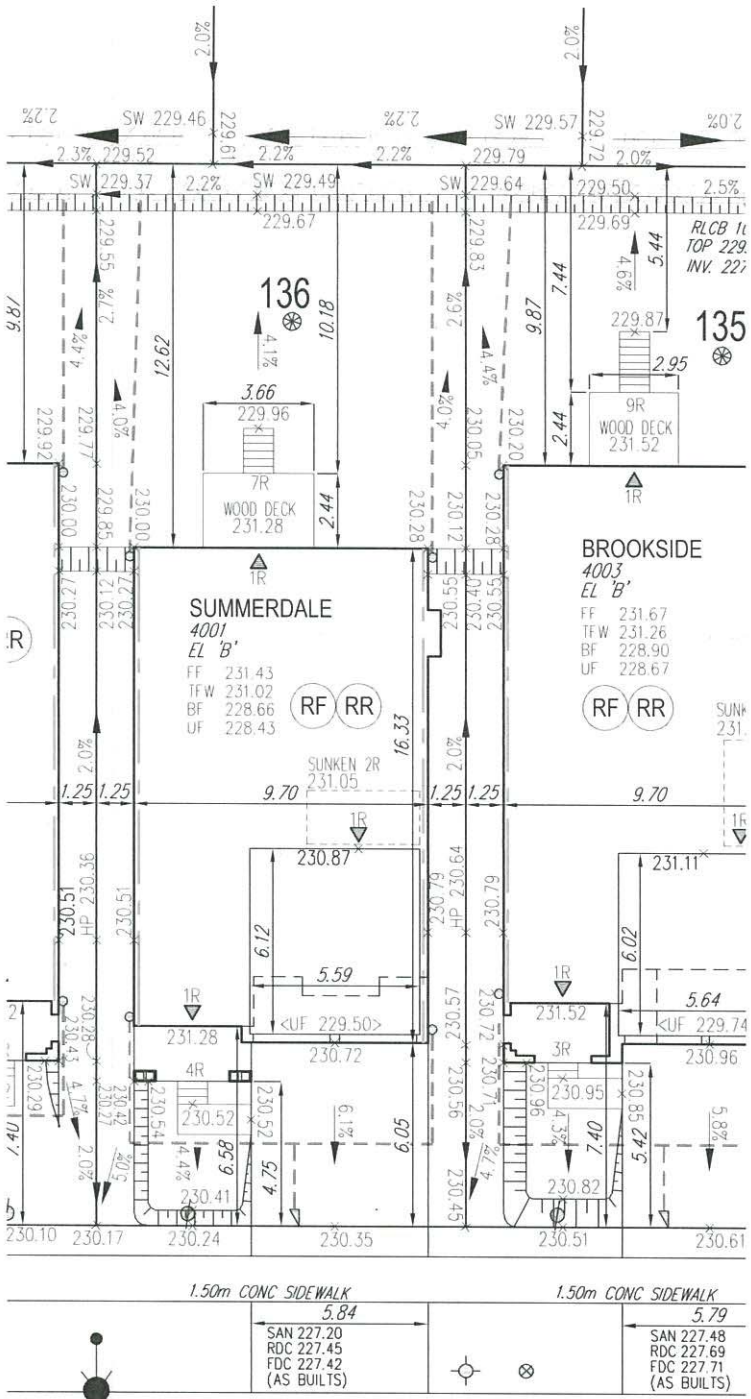 2.0%
2.0%
2.2%
SW 229.46
229.61
2.2%
SW 229.57
229.72
2.0%
2.3%
229.52
2.2%
2.2%
229.79
2.0%
SW 229.37
2.2%
SW 229.49
SW 229.64
229.50
2.5%
229.67
229.69
RLCB
TOP 229.
INV. 227
229.55
229.83
9.87
2.7%
12.62
136
10.18
4.1%
2.6%
9.87
7.44
4.6%
5.44
135
4.4%
4.0%
4.0%
4.4%
229.87
2.95
3.66
229.96
9R
WOOD DECK
231.52
2.44
229.92
229.77
230.05
230.20
7R
WOOD DECK
231.28
2.44
230.00
229.85
230.00
230.28
230.12
230.28
1R
1R
BROOKSIDE
4003
EL 'B'
FF 231.67
TFW 231.26
BF 228.90
UF 228.67
RF RR
230.27
230.12
230.27
230.55
230.40
230.55
SUMMERDALE
4001
EL 'B'
FF 231.43
TFW 231.02
BF 228.66
UF 228.43
RF RR
16.33
SUNKEN 2R
231.05
SUNK
231.
2.0%
2.0%
1.25
1.25
9.70
1.25
1.25
9.70
1R
230.87
1R
231.11
230.51
HP 230.36
230.51
230.79
HP 230.64
230.79
6.12
6.02
5.59
5.64
1R
231.28
<UF 229.50>
230.72
1R
231.52
<UF 229.74
230.96
230.43
230.28
230.57
230.72
4R
3R
230.29
4.7%
230.27
230.42
230.54
230.52
230.52
6.1%
230.56
230.71
230.96
230.95
230.85
5.8%
7.40
2.0%
5.0%
4.4%
6.58
4.75
6.05
2.0%
4.7%
4.3%
7.40
5.42
230.41
230.45
230.82
230.10
230.17
230.24
230.35
230.51
230.61
1.50m CONC SIDEWALK
1.50m CONC SIDEWALK
5.84
5.79
SAN 227.20
RDC 227.45
FDC 227.42
(AS BUILTS)
SAN 227.48
RDC 227.69
FDC 227.71
(AS BUILTS)